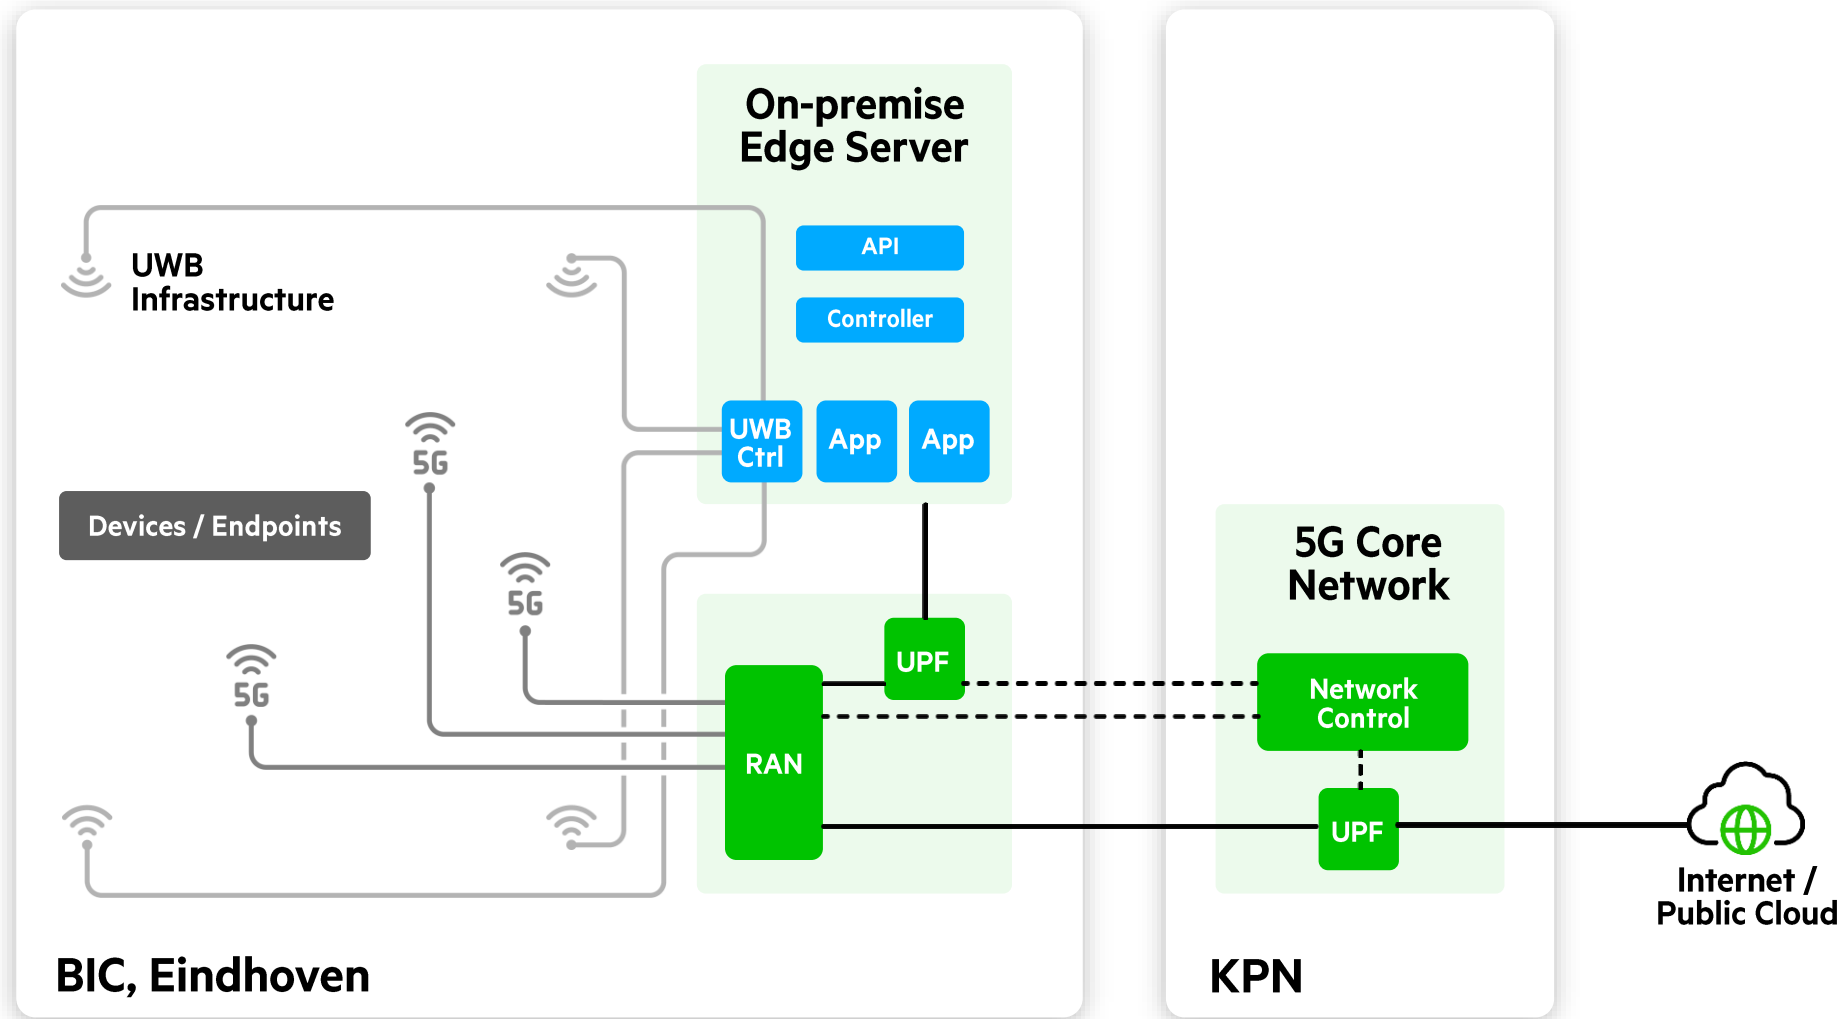 On-premise
Edge Server
API
Controller
UWB
Infrastructure
UWB
Ctrl
App
App
5G
Devices / Endpoints
5G
5G
UPF
RAN
5G Core
Network
Network
Control
UPF
Internet /
Public Cloud
BIC, Eindhoven
KPN